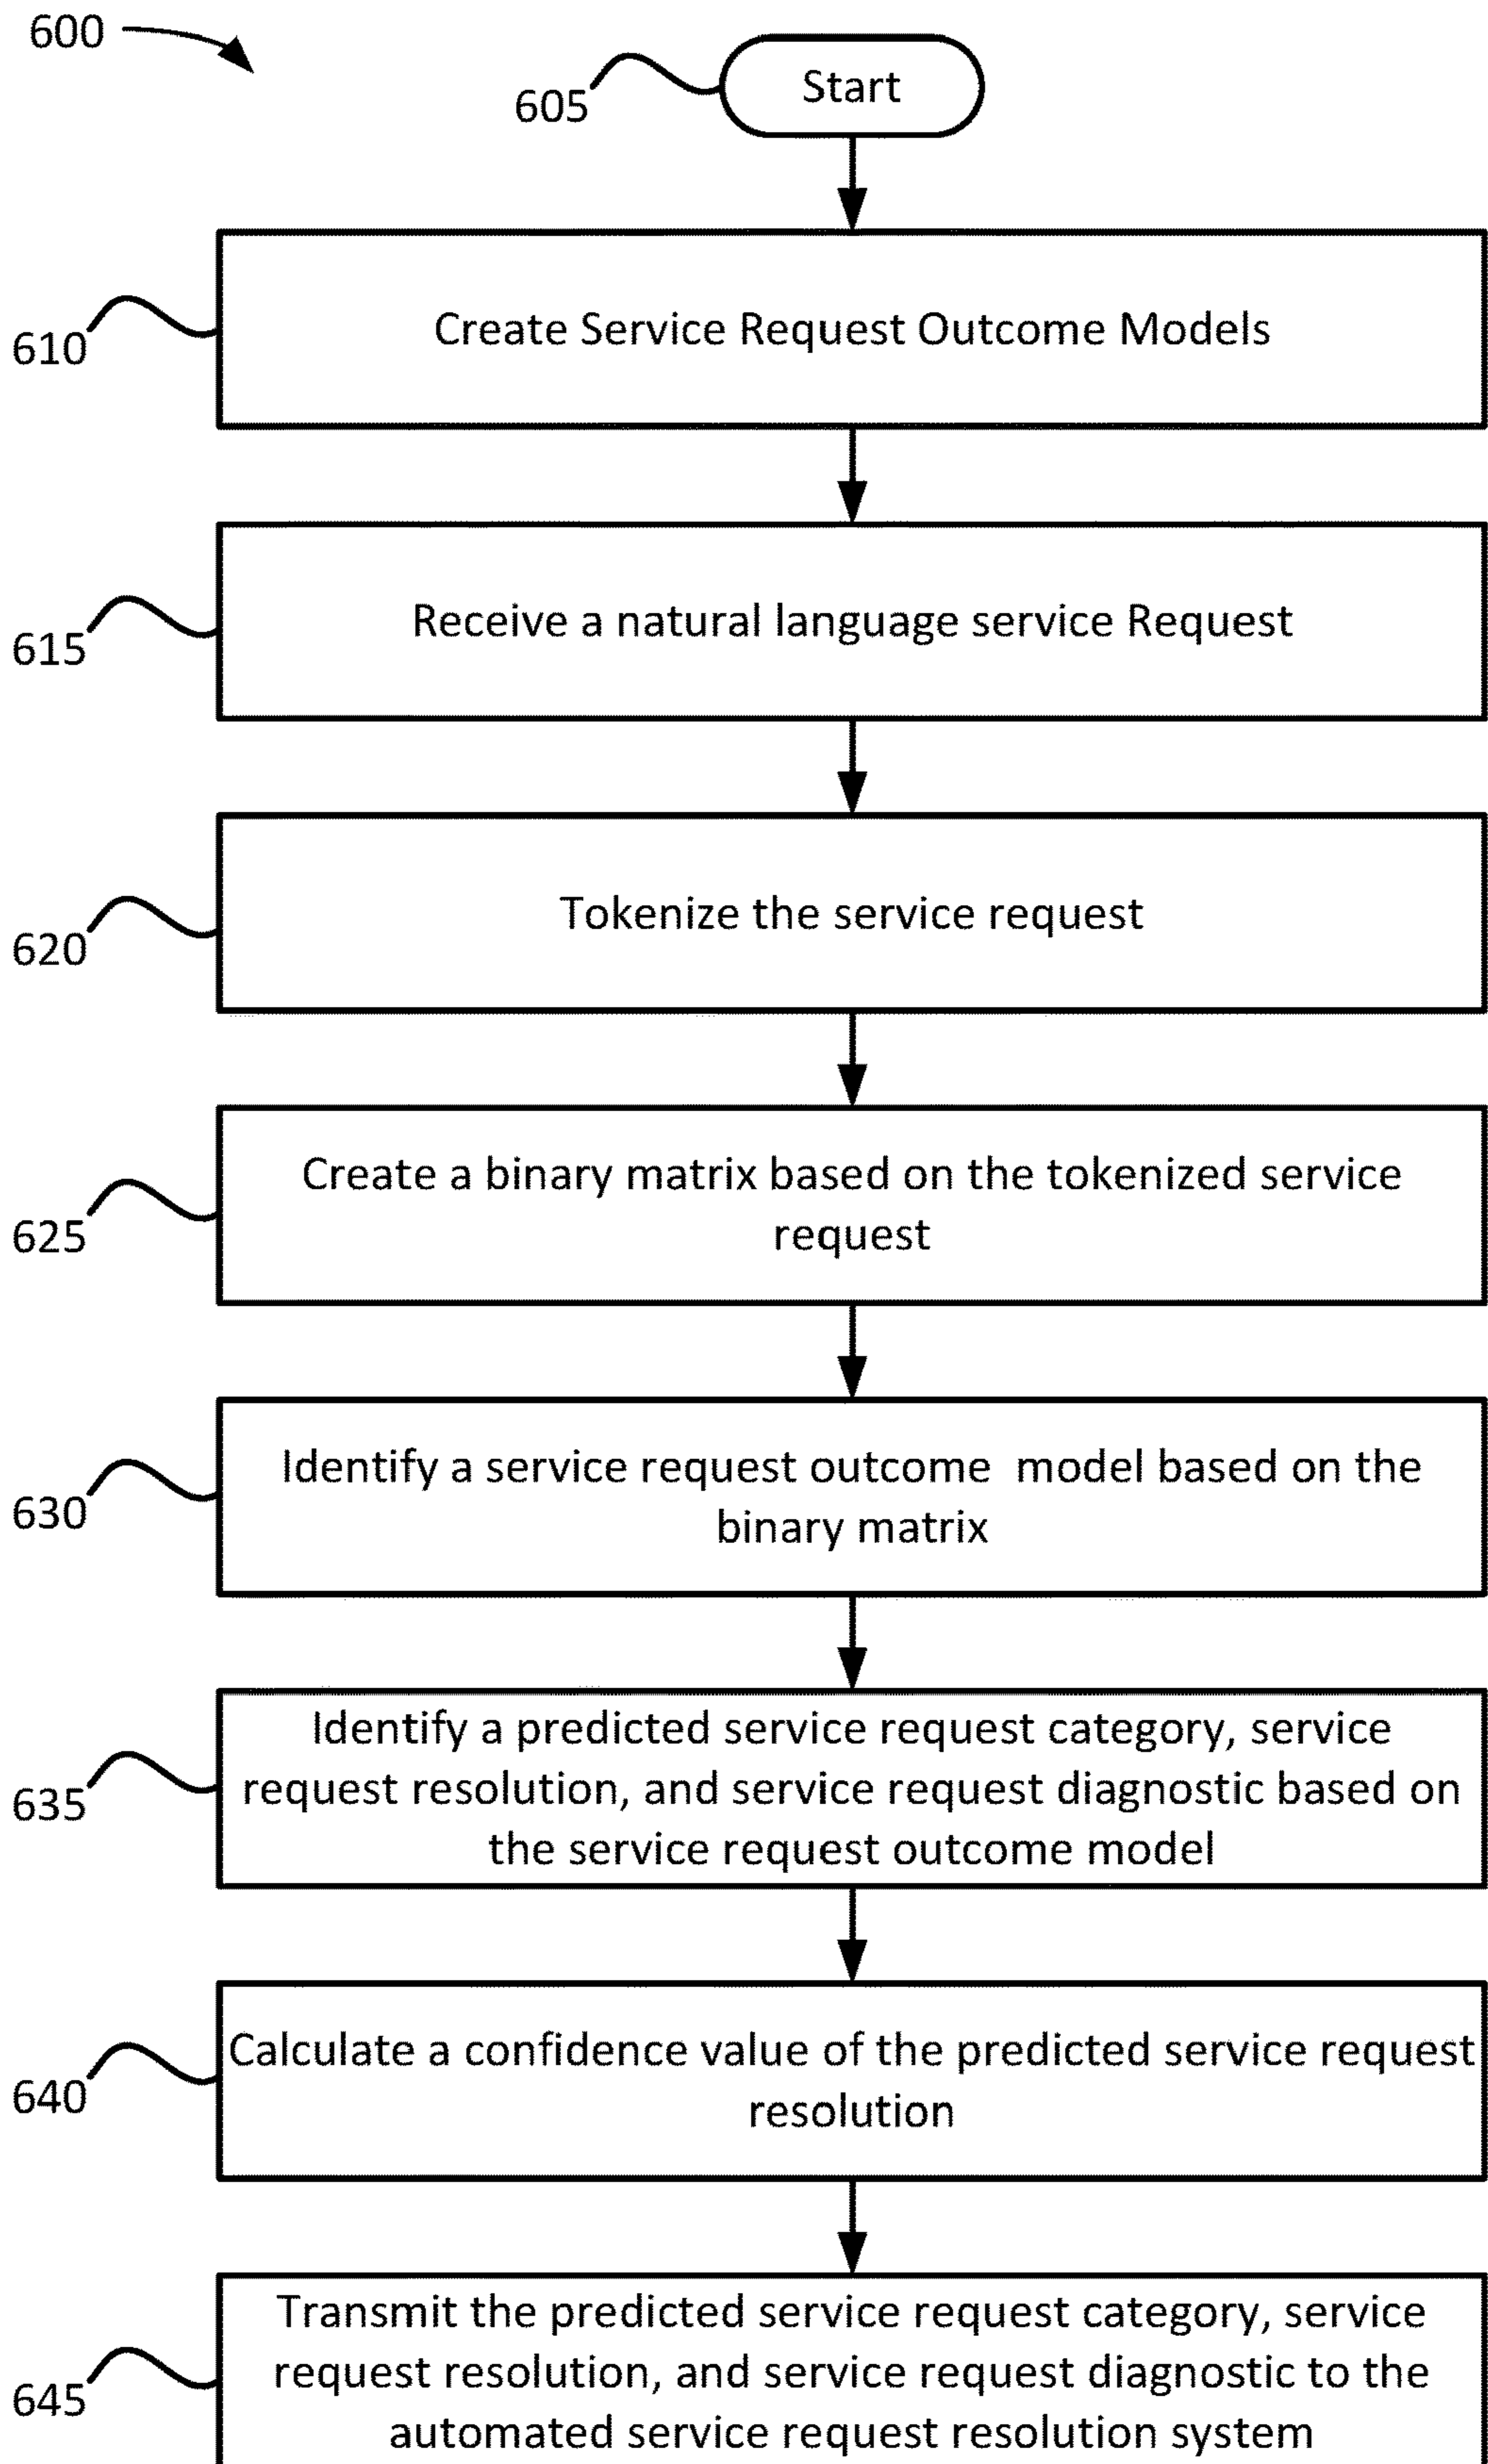 600
605
Start
610
Create Service Request Outcome Models
615
Receive a natural language service Request
620
Tokenize the service request
625
Create a binary matrix based on the tokenized service
request
630
Identify a service request outcome  model based on the
binary matrix
635
Identify a predicted service request category, service
request resolution, and service request diagnostic based on
the service request outcome model
640
Calculate a confidence value of the predicted service request
resolution
645
Transmit the predicted service request category, service
request resolution, and service request diagnostic to the
automated service request resolution system